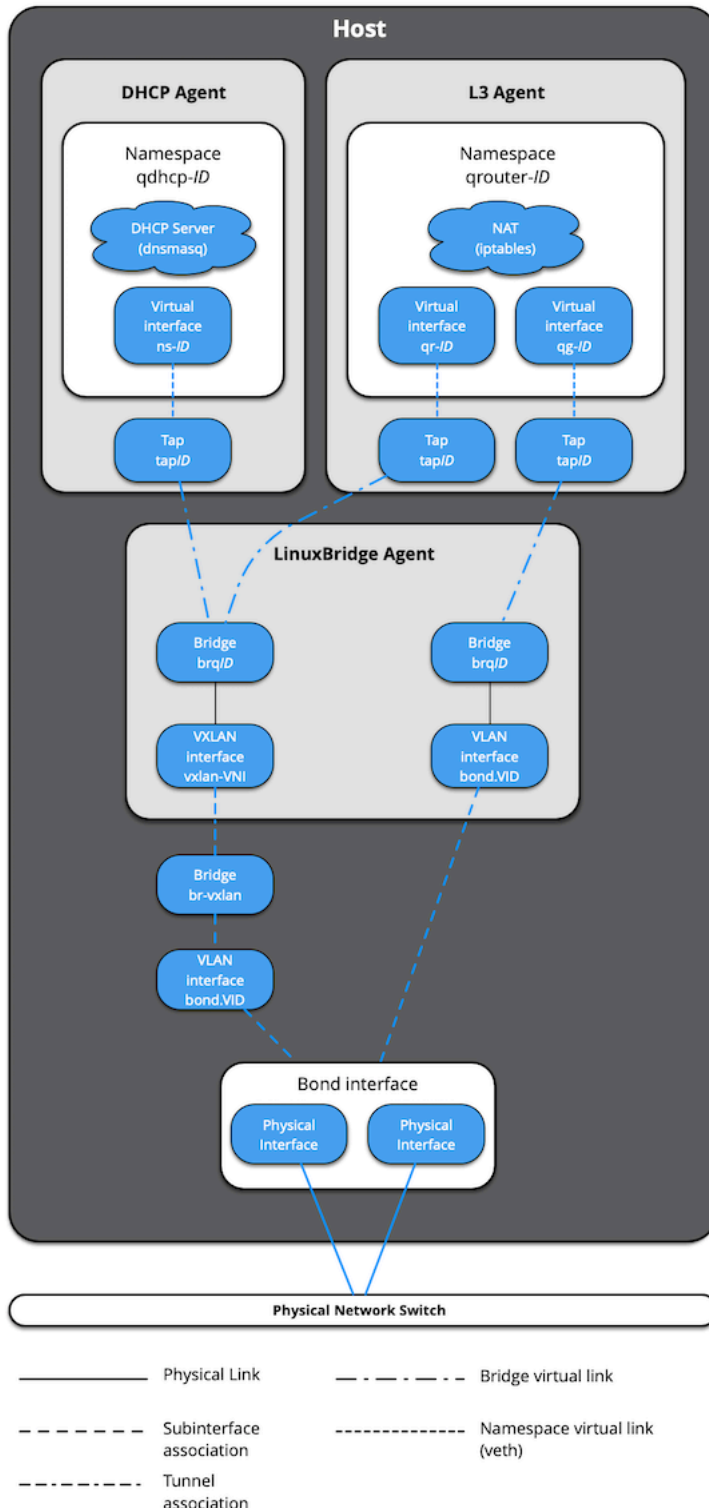 Host
DHCP Agent
Namespace
qdhcp-ID
DHCP Server
(dnsmasq)
Virtual
interface
ns-ID
Tap
tapID
L3 Agent
Namespace
qrouter-ID
NAT
(iptables)
Virtual
interface
qr-ID
Virtual
interface
qg-ID
Tap
tapID
Tap
tapID
LinuxBridge Agent
Bridge
brqID
Bridge
brqID
VXLAN
interface
vxlan-VNI
VLAN
interface
bond.VID
Bridge
br-vxlan
VLAN
interface
bond.VID
Bond interface
Physical
Interface
Physical
Interface
Physical Network Switch
Physical Link
Bridge virtual link
Subinterface
association
Namespace virtual link
(veth)
Tunnel
association